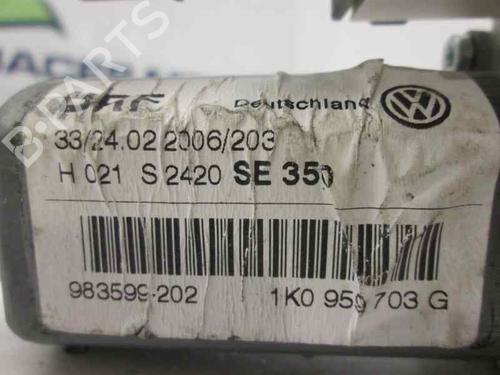 Deutschland
33/24.02 2006/203
H 021 S 2420 SE 350
983599-202 1K0 959 703 G
B-PARTS